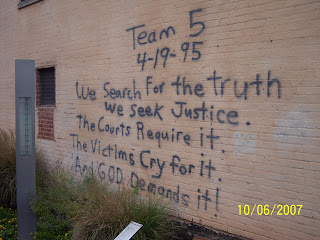 Team 5
4-19-95
We Search For the truth
We seek Justice.
The Courts Require it.
The Victims Cry for it.
And GOD Demands it!
10/06/2007